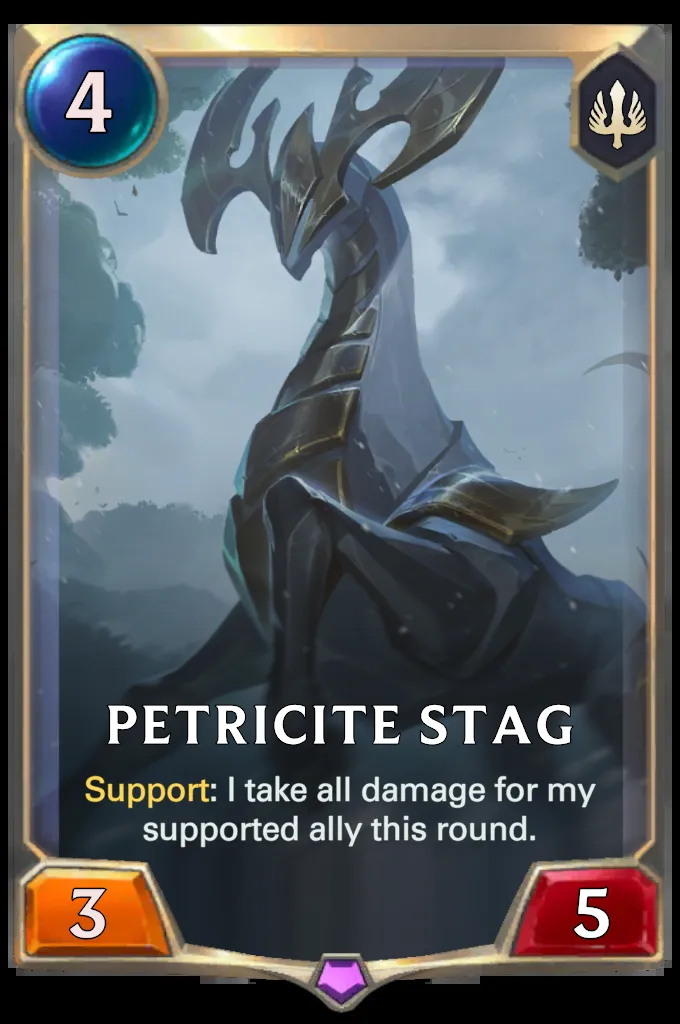 4
PETRICITE STAG
Support: I take all damage for my
supported ally this round.
3
5